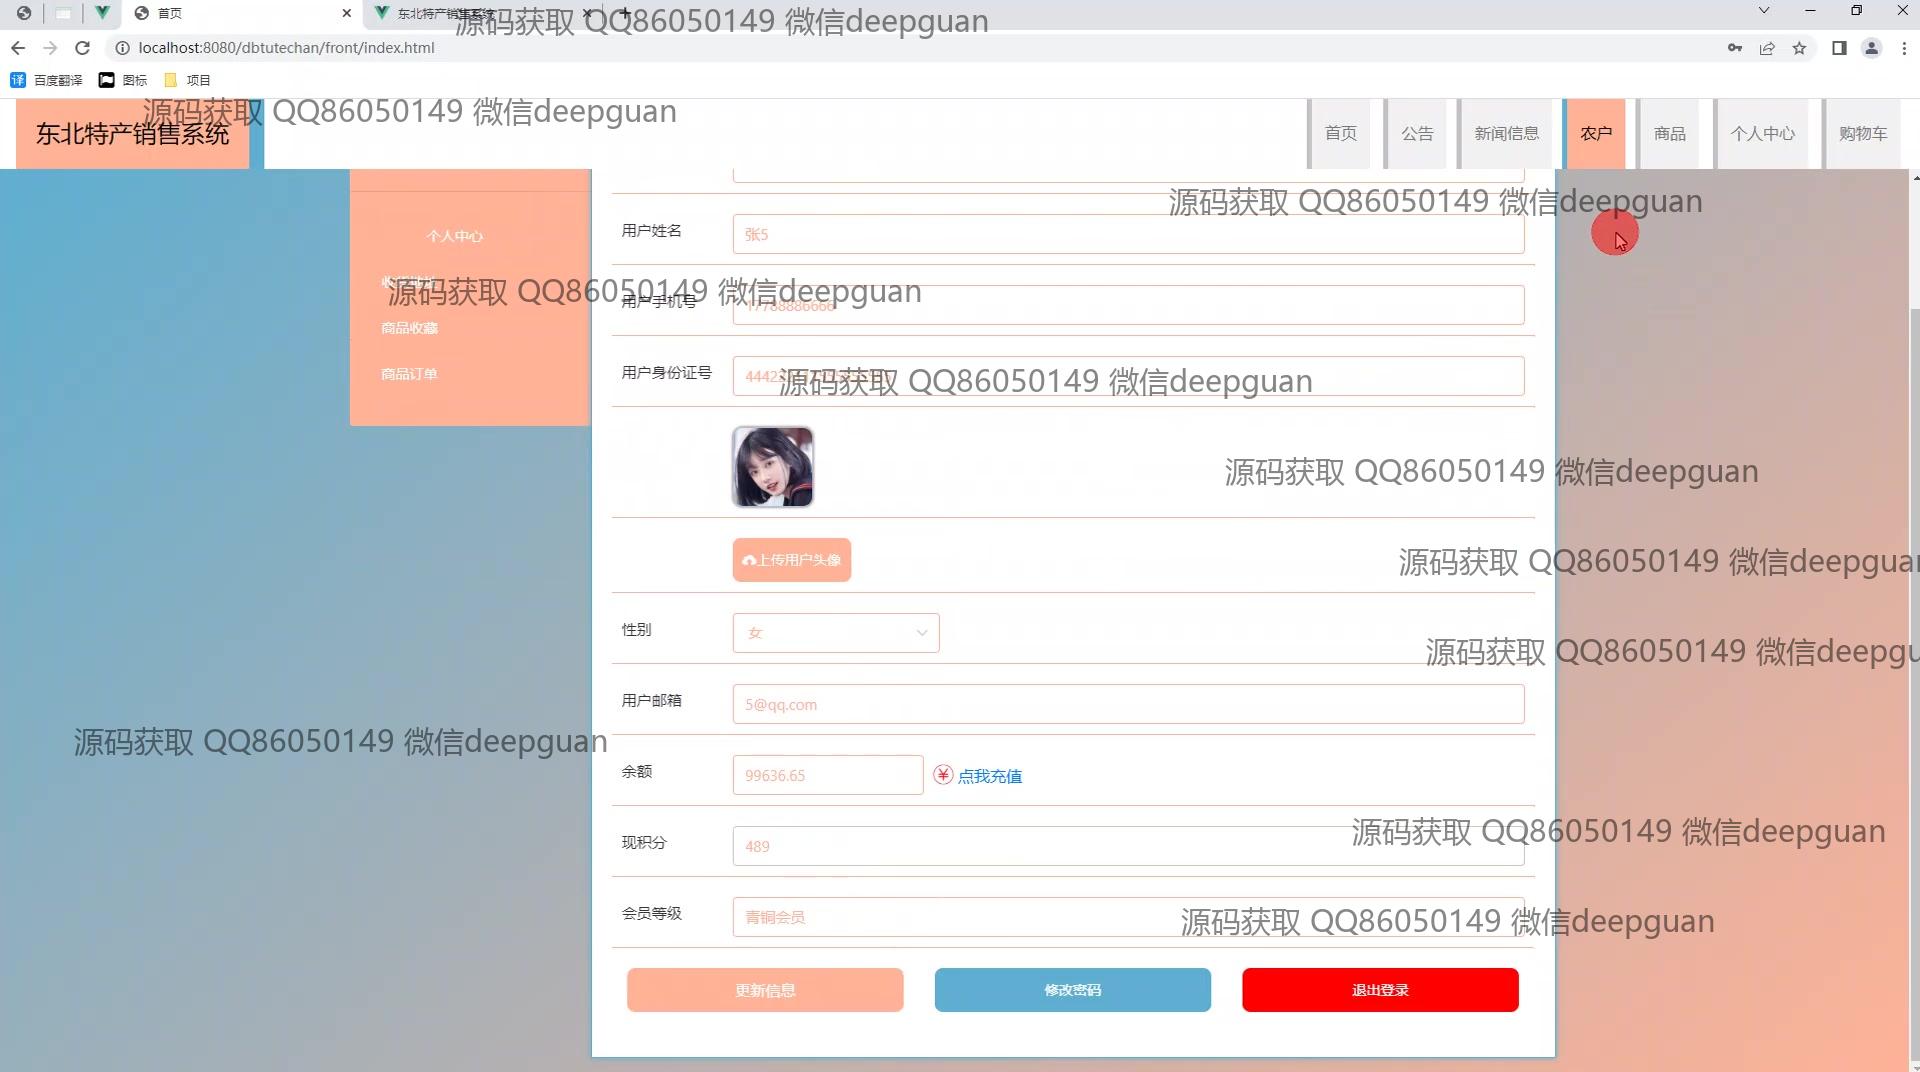 首页
东北特产销售系统
源码获取 QQ86050149 微信deepguan
localhost:8080/dbtutechan/front/index.html
译 百度翻译 图标 项目
源码获取 QQ86050149 微信deepguan
东北特产销售系统
首页 公告 新闻信息 农户 商品 个人中心 购物车
源码获取 QQ86050149 微信deepguan
个人中心
用户姓名 张5
收货地址
源码获取 QQ86050149 微信deepguan
用户手机号 17788886666
商品收藏
商品订单
用户身份证号
源码获取 QQ86050149 微信deepguan
源码获取 QQ86050149 微信deepguan
上传用户头像
源码获取 QQ86050149 微信deepguan
性别 女
源码获取 QQ86050149 微信deepgu
用户邮箱 5@qq.com
源码获取 QQ86050149 微信deepguan
余额 99636.65 ¥ 点我充值
现积分 489
源码获取 QQ86050149 微信deepguan
会员等级 青铜会员
源码获取 QQ86050149 微信deepguan
更新信息 修改密码 退出登录